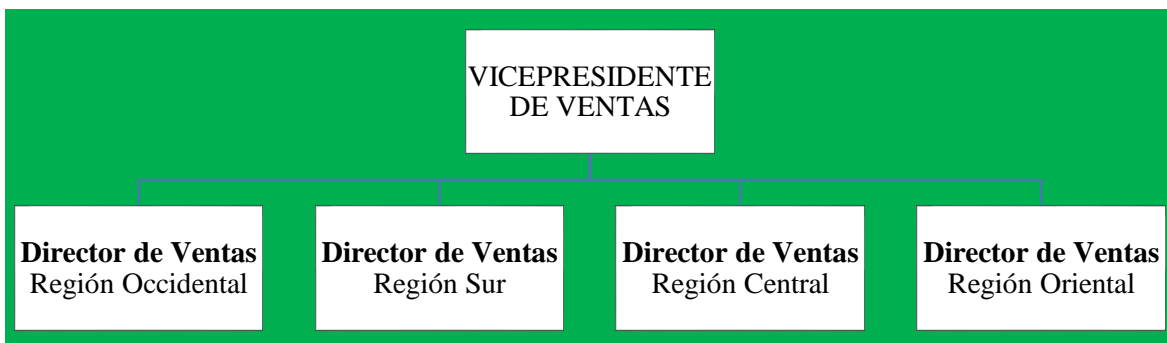 VICEPRESIDENTE
DE VENTAS
Director de Ventas
Región Occidental
Director de Ventas
Región Sur
Director de Ventas
Región Central
Director de Ventas
Región Oriental